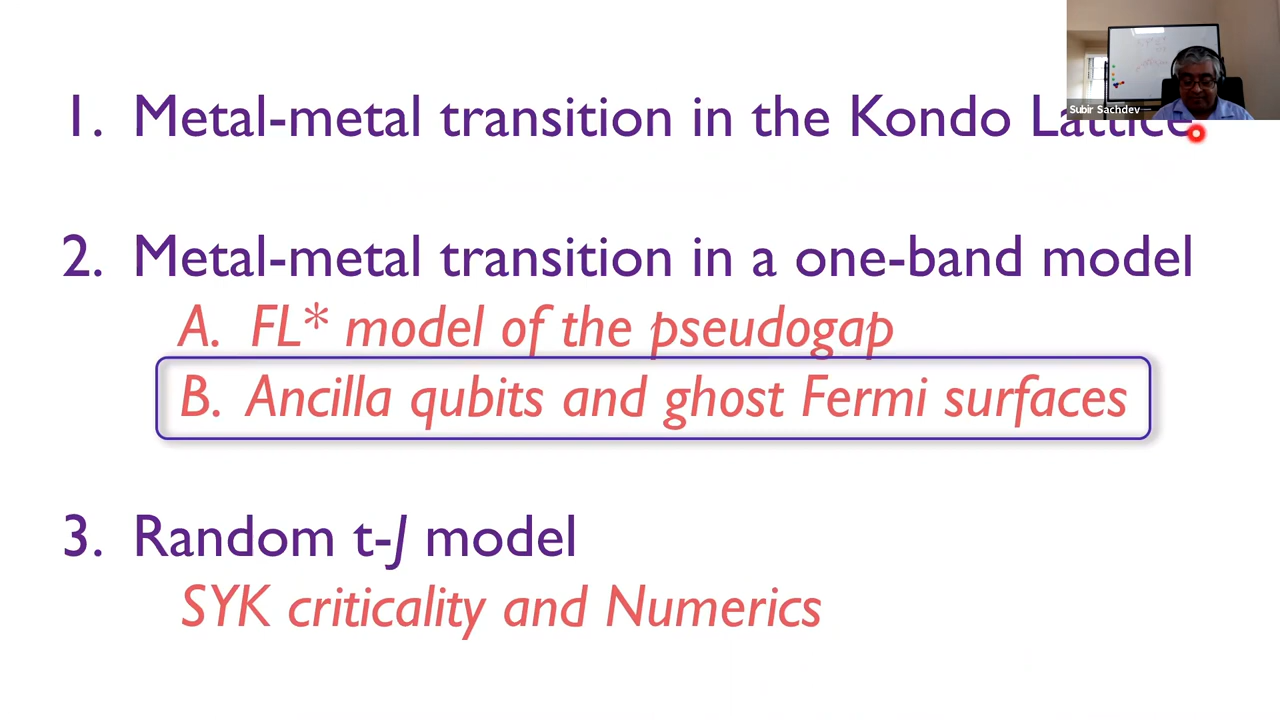 1. Metal-metal transition in the Kondo Lattice
Subir Sachdev
2. Metal-metal transition in a one-band model
A. FL* model of the pseudogap
B. Ancilla qubits and ghost Fermi surfaces
3. Random t-J model
SYK criticality and Numerics